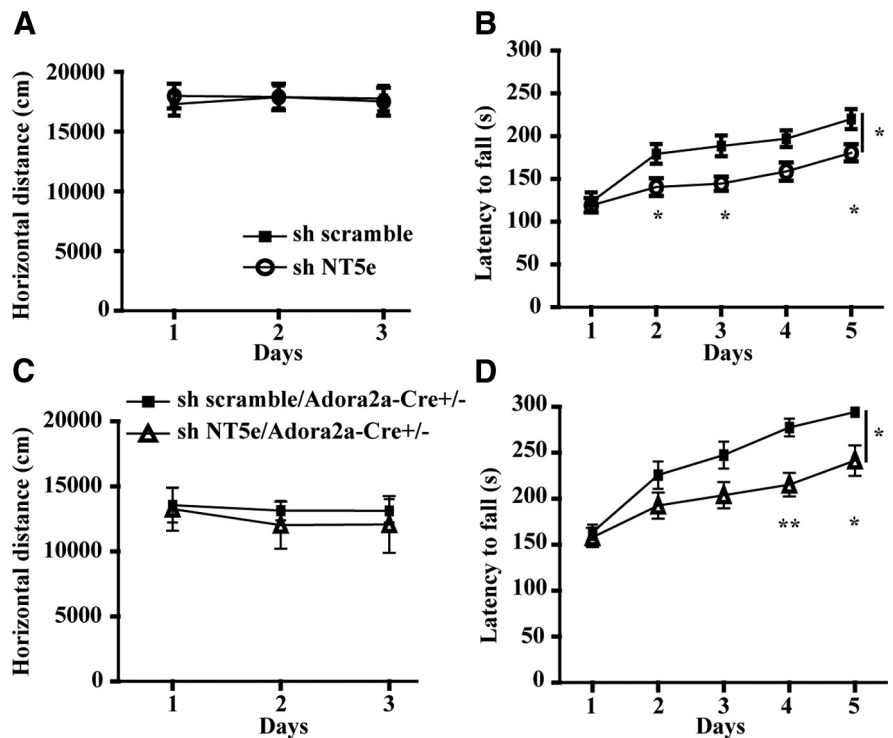 A
Horizontal distance (cm)
20000
15000
10000
5000
0
sh scramble
sh NT5e
1 2 3
Days
B
Latency to fall (s)
300
250
200
150
100
50
0
*
* * *
1 2 3 4 5
Days
C
sh scramble/Adora2a-Cre+/-
sh NT5e/Adora2a-Cre+/-
Horizontal distance (cm)
20000
15000
10000
5000
0
1 2 3
Days
D
Latency to fall (s)
300
250
200
150
100
50
0
*
** *
1 2 3 4 5
Days